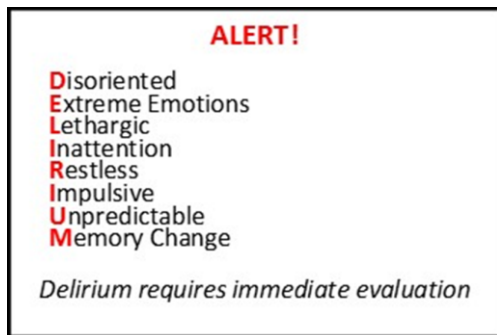 ALERT!
Disoriented
Extreme Emotions
Lethargic
Inattention
Restless
Impulsive
Unpredictable
Memory Change
Delirium requires immediate evaluation